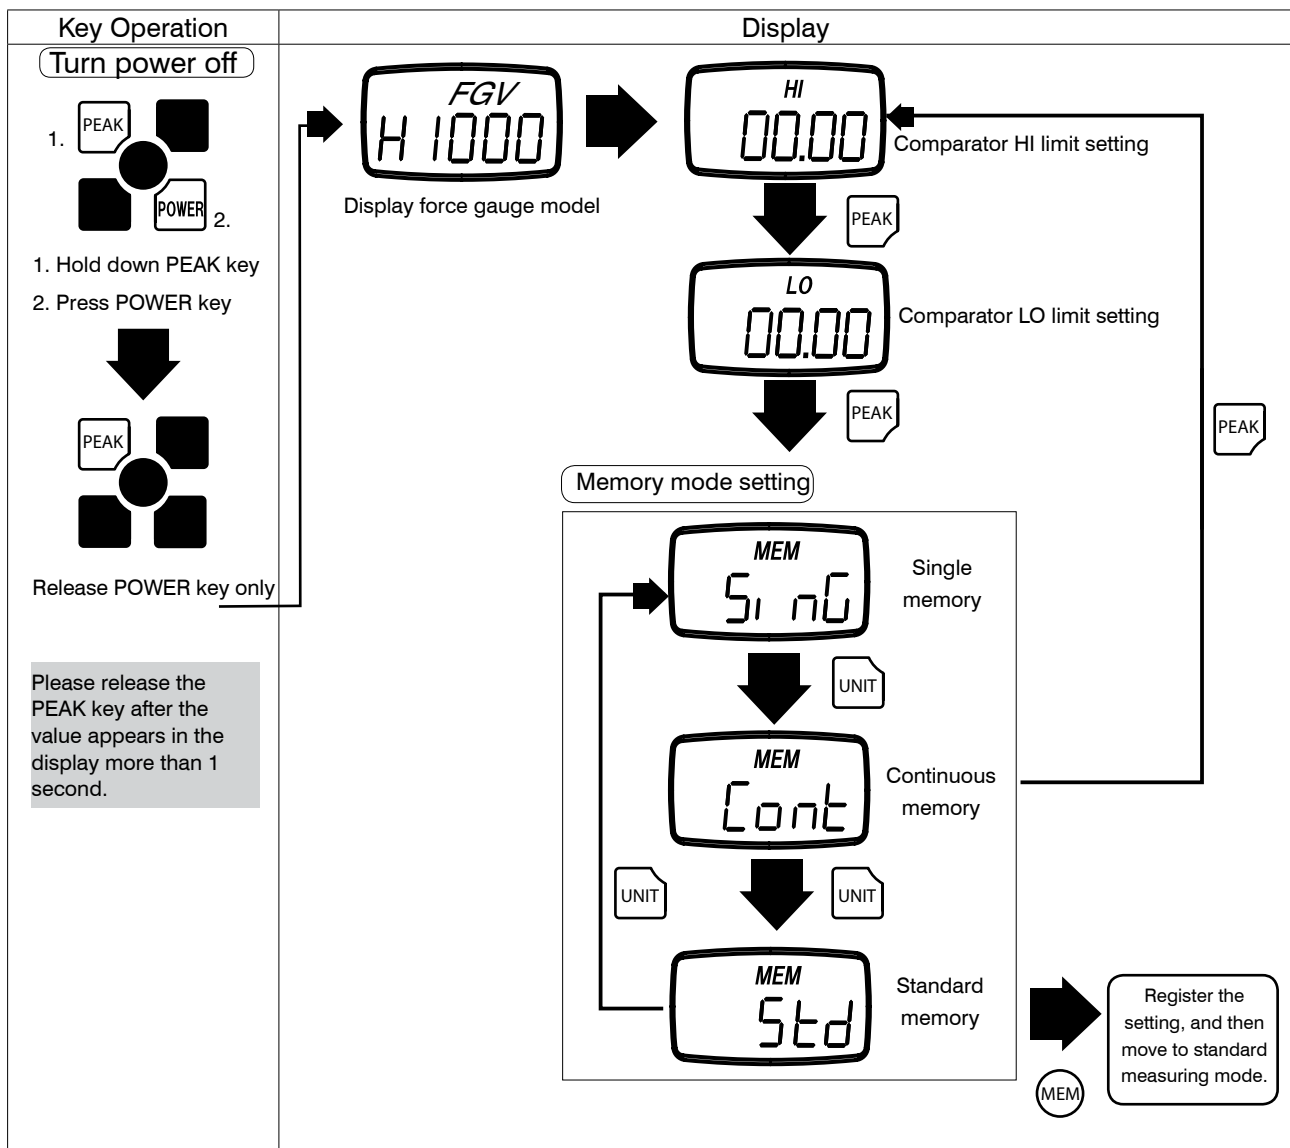 Key Operation
Display
Turn power off
PEAK
1.
POWER
2.
1. Hold down PEAK key
2. Press POWER key
PEAK
Release POWER key only
Please release the
PEAK key after the
value appears in the
display more than 1
second.
FGV
H 1000
Display force gauge model
HI
00.00
Comparator HI limit setting
PEAK
LO
00.00
Comparator LO limit setting
PEAK
PEAK
Memory mode setting
MEM
SinG
Single
memory
UNIT
MEM
Cont
Continuous
memory
UNIT
UNIT
MEM
Std
Standard
memory
MEM
Register the
setting, and then
move to standard
measuring mode.